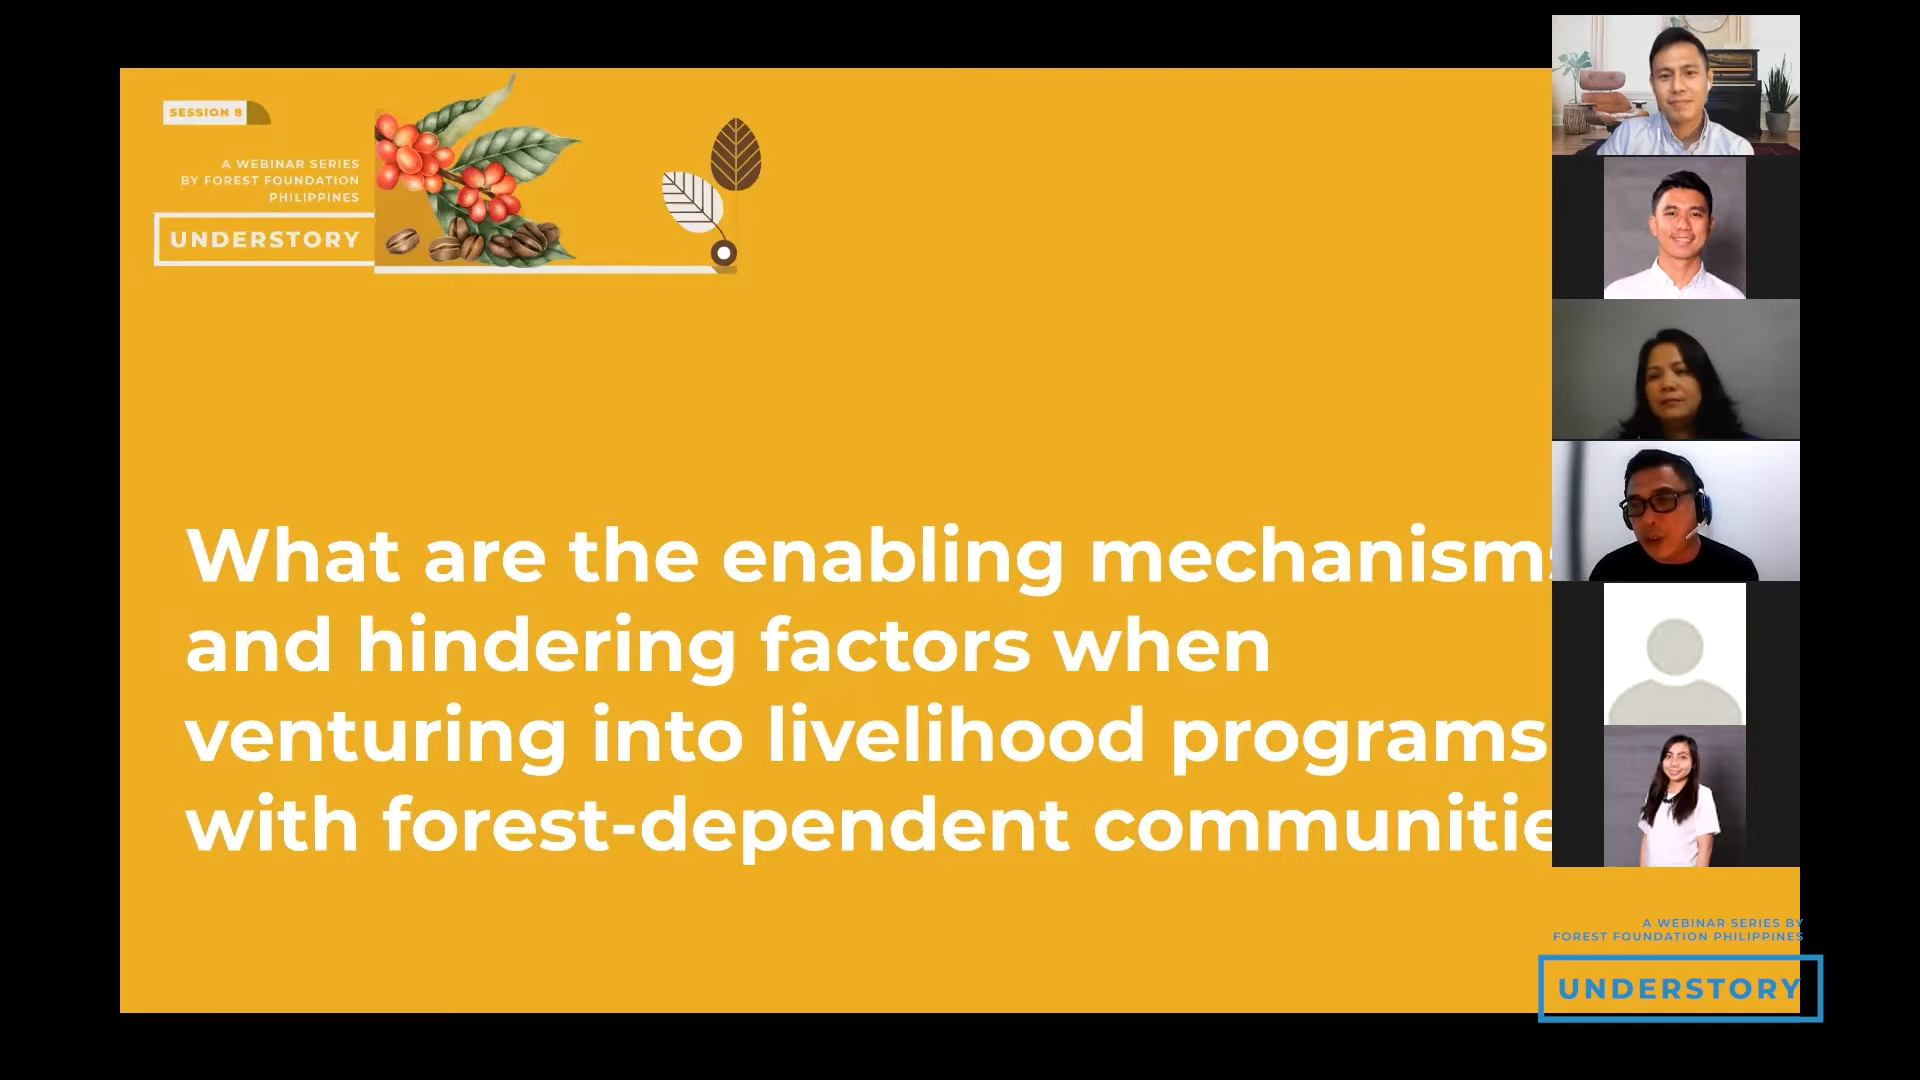 SESSION 8
A WEBINAR SERIES
BY FOREST FOUNDATION
PHILIPPINES
UNDERSTORY
What are the enabling mechanisms
and hindering factors when
venturing into livelihood programs
with forest-dependent communitie
A WEBINAR SERIES BY
FOREST FOUNDATION PHILIPPINES
UNDERSTORY